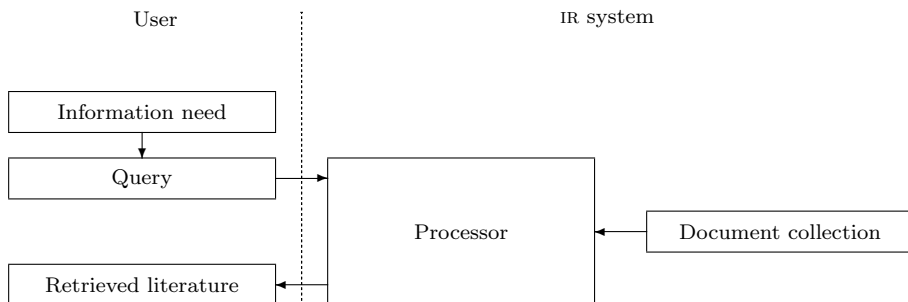 User
IR system
Information need
Query
Processor
Document collection
Retrieved literature